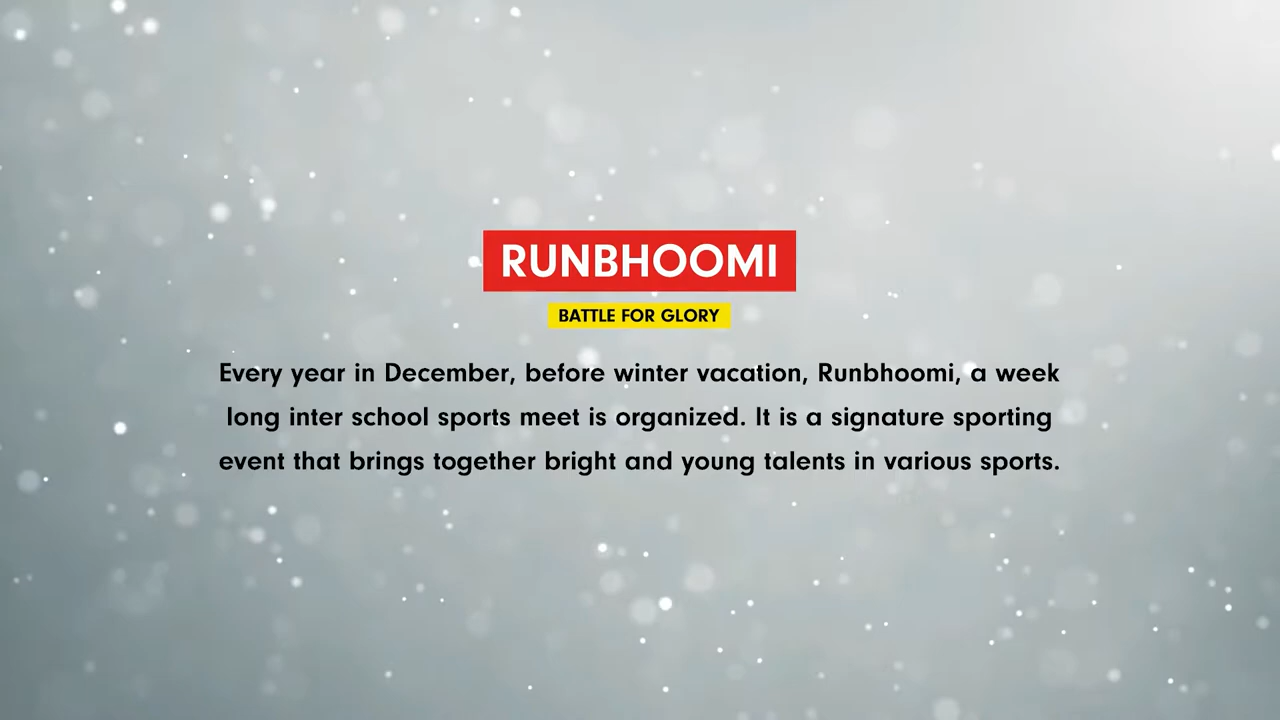 RUNBHOOMI
BATTLE FOR GLORY
Every year in December, before winter vacation, Runbhoomi, a week
long inter school sports meet is organized. It is a signature sporting
event that brings together bright and young talents in various sports.